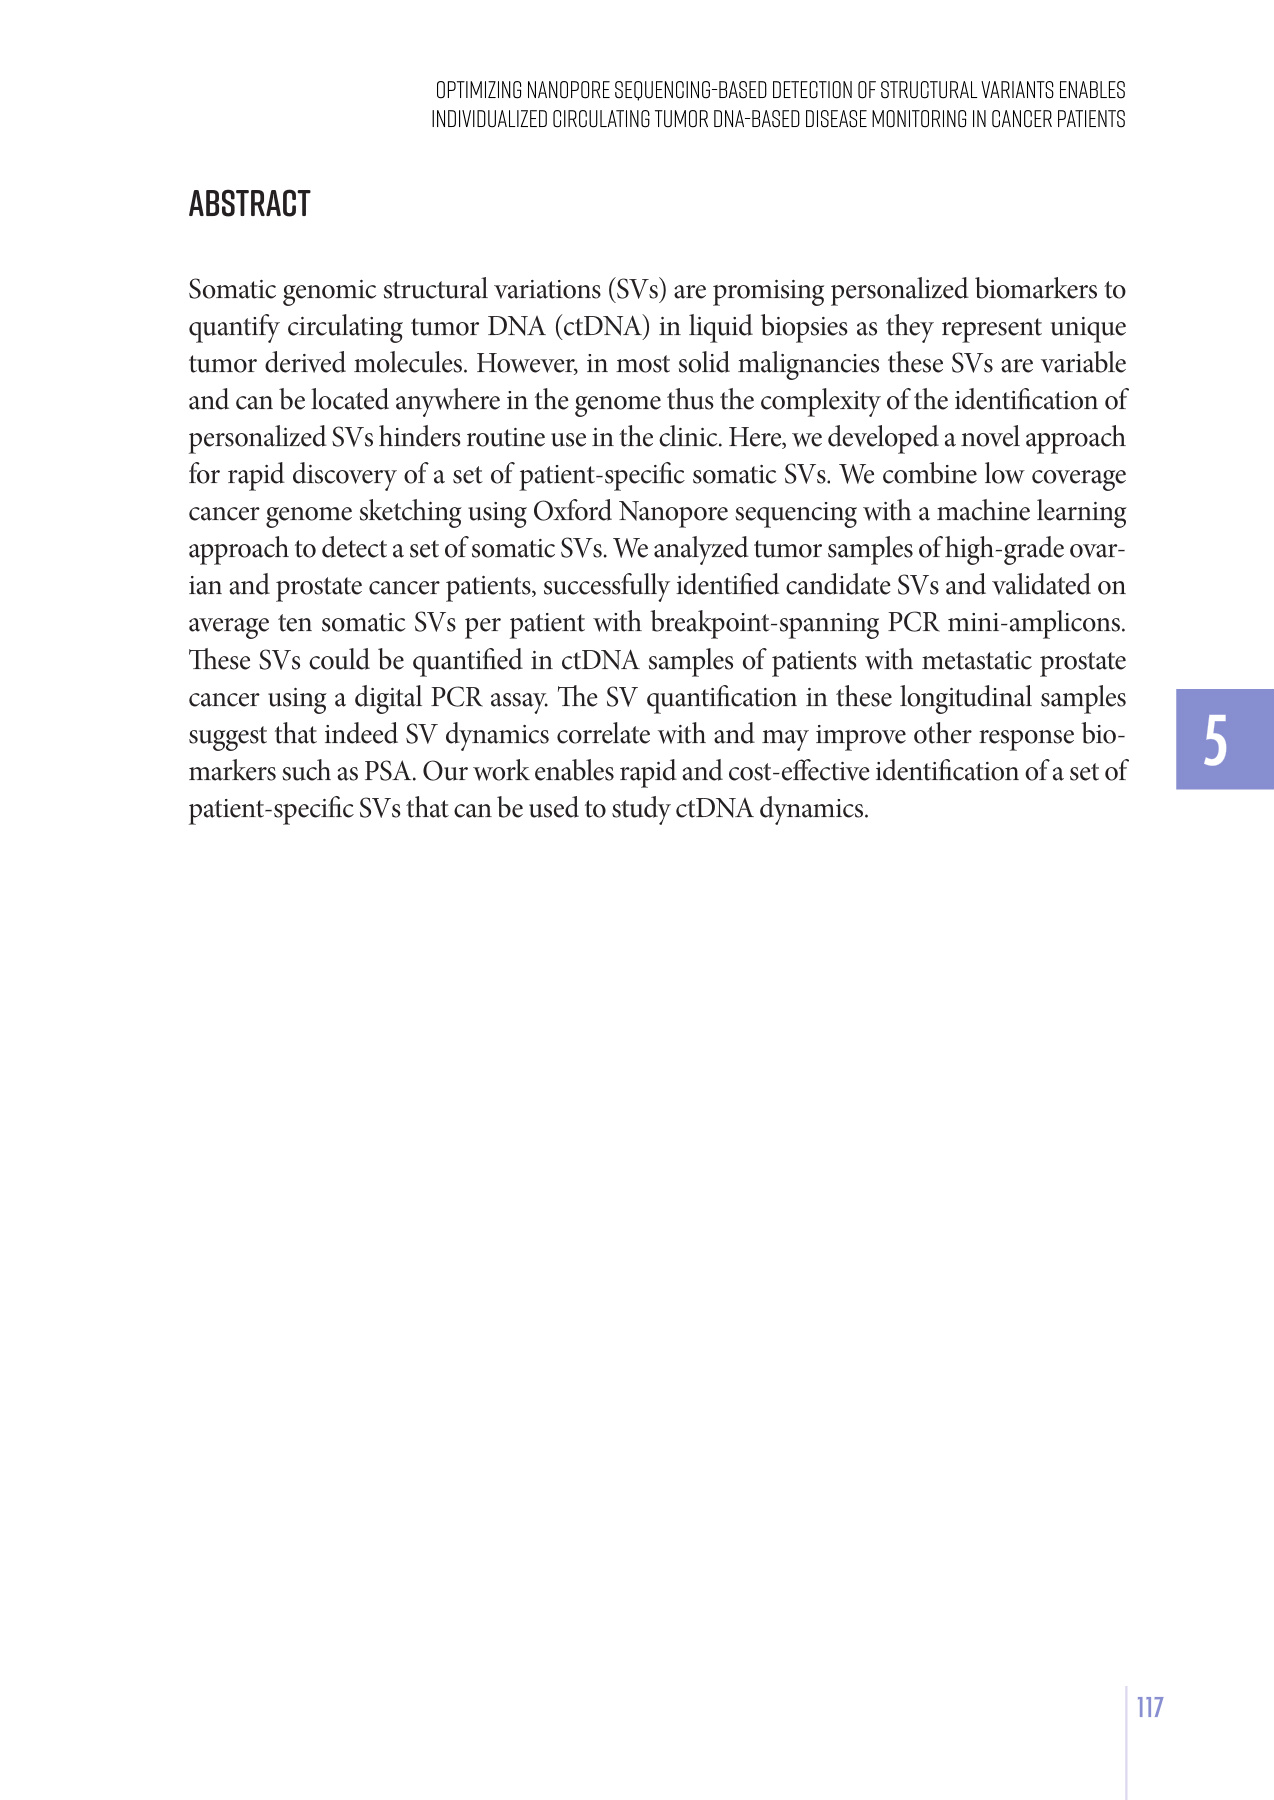 OPTIMIZING NANOPORE SEQUENCING-BASED DETECTION OF STRUCTURAL VARIANTS ENABLES
INDIVIDUALIZED CIRCULATING TUMOR DNA-BASED DISEASE MONITORING IN CANCER PATIENTS
ABSTRACT
Somatic genomic structural variations (SVs) are promising personalized biomarkers to
quantify circulating tumor DNA (ctDNA) in liquid biopsies as they represent unique
tumor derived molecules. However, in most solid malignancies these SVs are variable
and can be located anywhere in the genome thus the complexity of the identification of
personalized SVs hinders routine use in the clinic. Here, we developed a novel approach
for rapid discovery of a set of patient-specific somatic SVs. We combine low coverage
cancer genome sketching using Oxford Nanopore sequencing with a machine learning
approach to detect a set of somatic SVs. We analyzed tumor samples of high-grade ovar-
ian and prostate cancer patients, successfully identified candidate SVs and validated on
average ten somatic SVs per patient with breakpoint-spanning PCR mini-amplicons.
These SVs could be quantified in ctDNA samples of patients with metastatic prostate
cancer using a digital PCR assay. The SV quantification in these longitudinal samples
suggest that indeed SV dynamics correlate with and may improve other response bio-
markers such as PSA. Our work enables rapid and cost-effective identification of a set of
patient-specific SVs that can be used to study ctDNA dynamics.
5
117